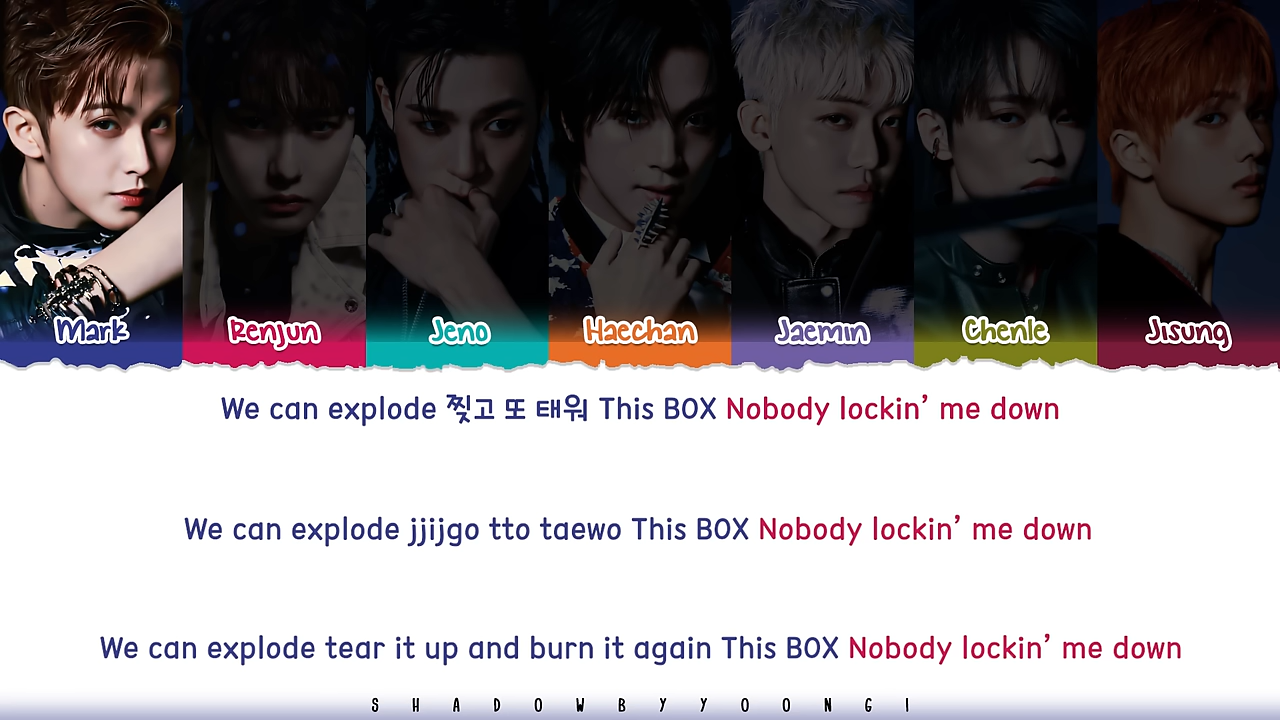 Mark Renjun Jeno Haechan Jaemin Chenle Jisung
We can explode 찢고 또 태워 This BOX Nobody lockin’ me down
We can explode jjijgo tto taewo This BOX Nobody lockin’ me down
We can explode tear it up and burn it again This BOX Nobody lockin’ me down
SHADOWBYYOONGI